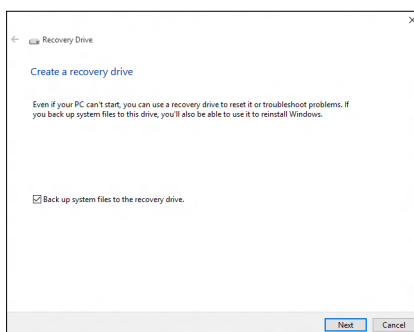 Recovery Drive
Create a recovery drive
Even if your PC can't start, you can use a recovery drive to reset it or troubleshoot problems. If
you back up system files to this drive, you'll also be able to use it to reinstall Windows.
Back up system files to the recovery drive.
Next Cancel